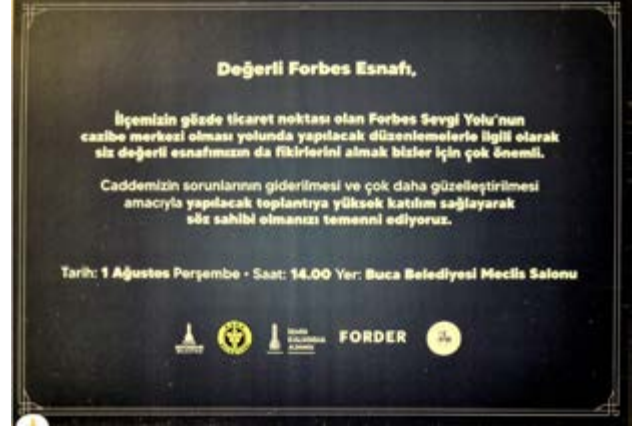 Değerli Forbes Esnafı,
İlçemizin gözde ticaret noktası olan Forbes Sevgi Yolu'nun
cazibe merkezi olması yolunda yapılacak düzenlemelerle ilgili olarak
siz değerli esnafımızın da fikirlerini almak bizler için çok önemli.
Caddemizin sorunlarının giderilmesi ve çok daha güzelleştirilmesi
amacıyla yapılacak toplantıya yüksek katılım sağlayarak
söz sahibi olmanızı temenni ediyoruz.
Tarih: 1 Ağustos Perşembe • Saat: 14.00 Yer: Buca Belediyesi Meclis Salonu
FORDER